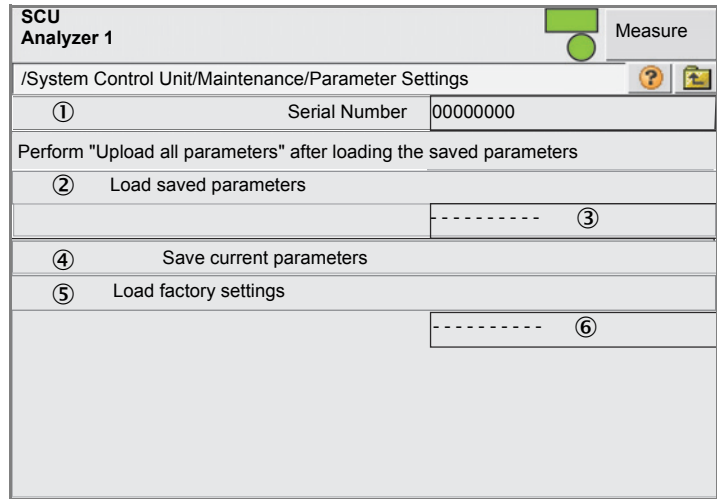 SCU
Analyzer 1
Measure
/System Control Unit/Maintenance/Parameter Settings
?
① Serial Number 00000000
Perform "Upload all parameters" after loading the saved parameters
② Load saved parameters
- - - - - - - - - - ③
④ Save current parameters
⑤ Load factory settings
- - - - - - - - - - ⑥